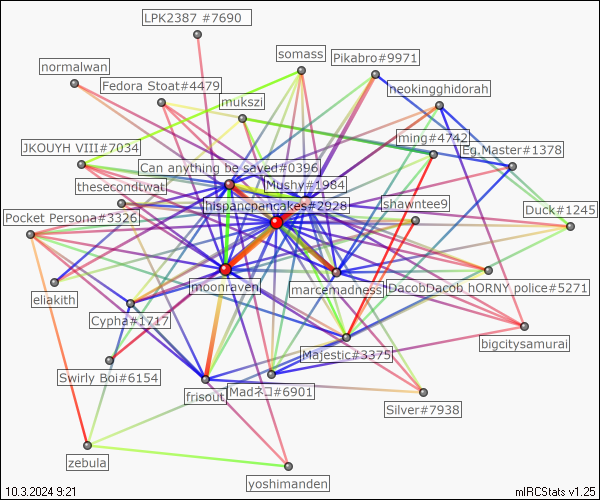 LPK2387 #7690
somass
Pikabro#9971
normalwan
Fedora Stoat#4479
mukszi
neokingghidorah
ming#4742
Eg.Master#1378
JKOUYH VIII#7034
Can anything be saved#0396
thesecondtwat
Mushy#1984
hispancpancakes#2928
shawntee9
Pocket Persona#3326
Duck#1245
eliakith
moonraven
marcemadness
DacobDacob hORNY police#5271
Cypha#1717
bigcitysamurai
Majestic#3375
Swirly Boi#6154
frisout
Madネコ#6901
Silver#7938
zebula
yoshimanden
10.3.2024 9:21
mIRCStats v1.25